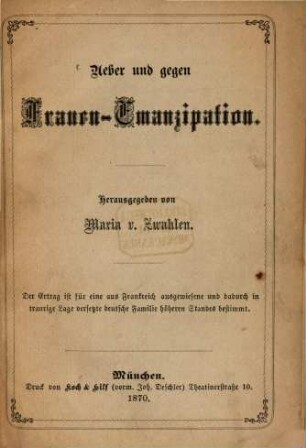 Ueber und gegen
Frauen-Emanzipation.
Herausgegeben von
Maria v. Zwahlen.
Der Ertrag ist für eine aus Frankreich ausgewiesene und dadurch in
traurige Lage versetzte deutsche Familie höheren Standes bestimmt.
München.
Druck von Koch & Hilf (vorm. Joh. Deschler) Theatinerstraße 10.
1870.